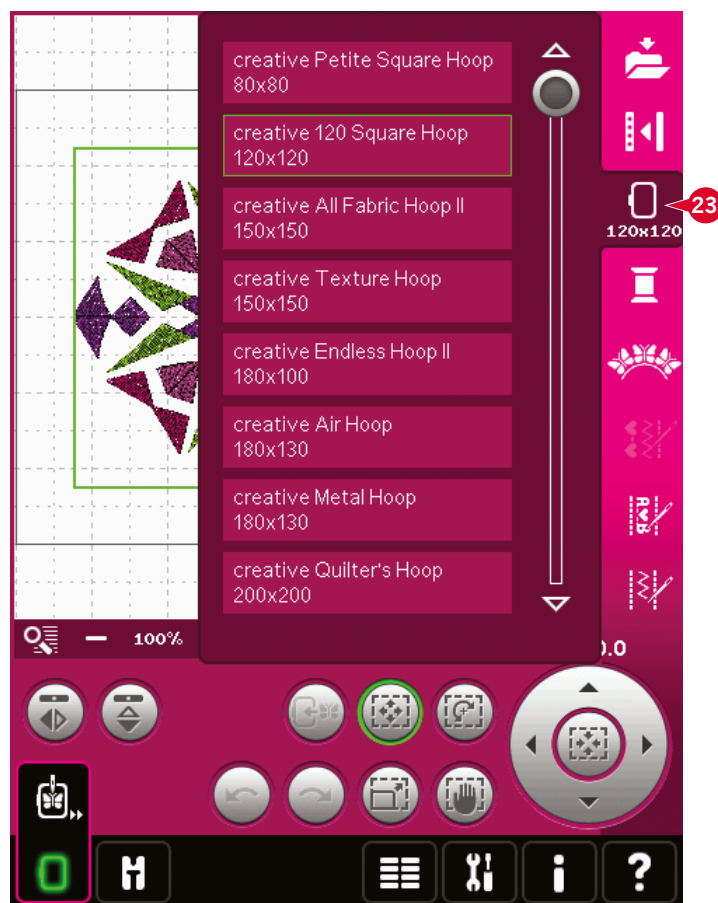 creative Petite Square Hoop
80x80
creative 120 Square Hoop
120x120
creative All Fabric Hoop II
150x150
creative Texture Hoop
150x150
creative Endless Hoop II
180x100
creative Air Hoop
180x130
creative Metal Hoop
180x130
creative Quilter's Hoop
200x200
120x120
23
100%
0.0
i
?